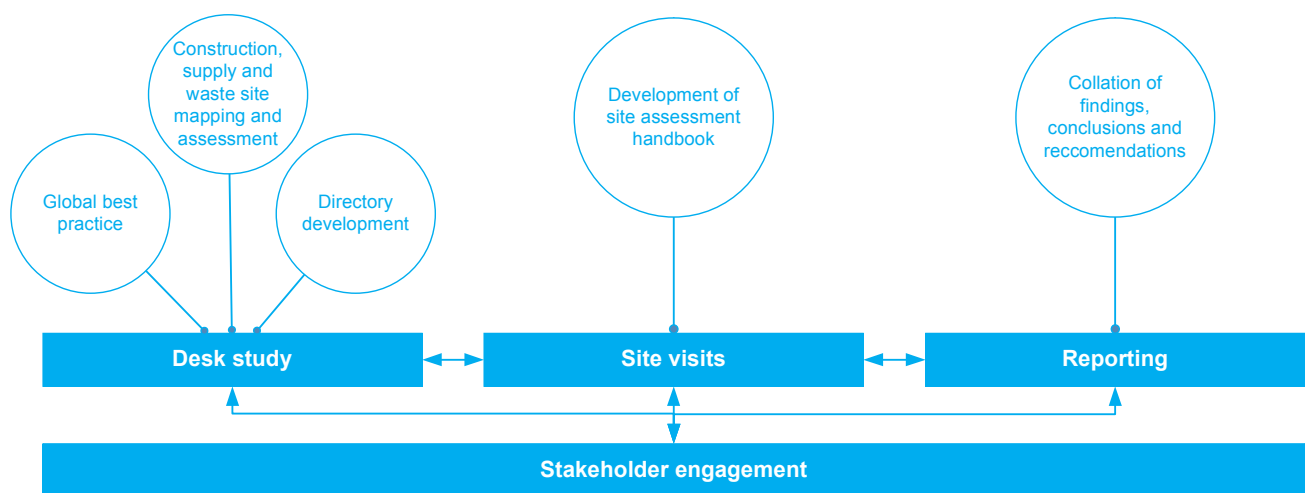 Construction,
supply and
waste site
mapping and
assessment
Global best
practice
Directory
development
Development of
site assessment
handbook
Collation of
findings,
conclusions and
reccomendations
Desk study
Site visits
Reporting
Stakeholder engagement